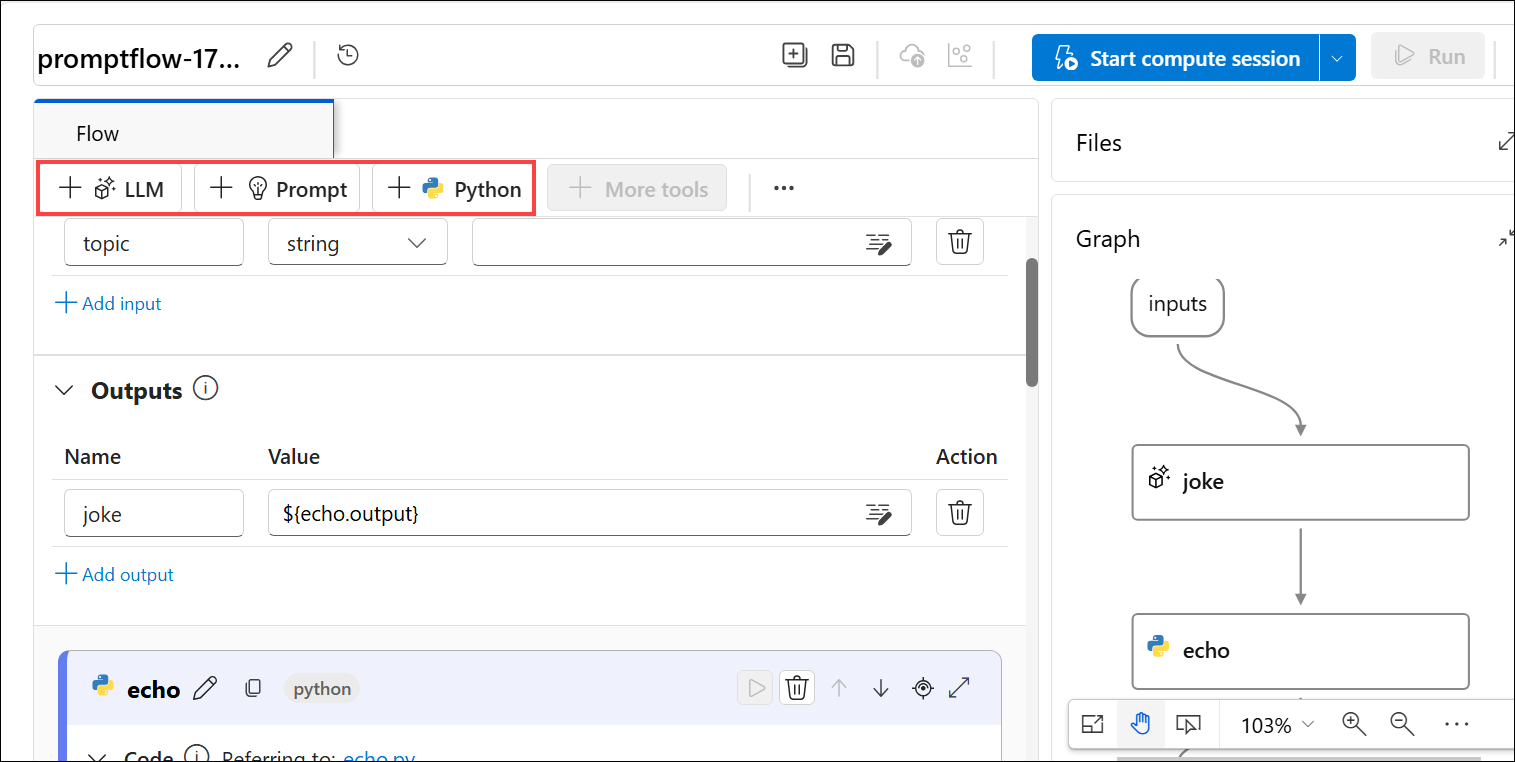 promptflow-17...
Start compute session
Run
Flow
LLM
Prompt
Python
More tools
...
topic
string
Add input
Outputs
Name
Value
Action
joke
${echo.output}
Add output
echo
python
Code
Referring to: echo.py
Files
Graph
inputs
joke
echo
103%
...